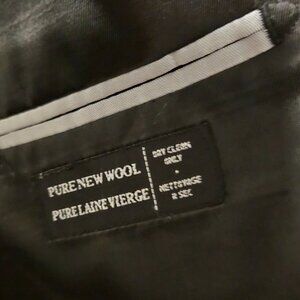 PURE NEW WOOL
PURE LAINE VIERGE
DRY CLEAN
ONLY
•
NETTOYAGE
A SEC